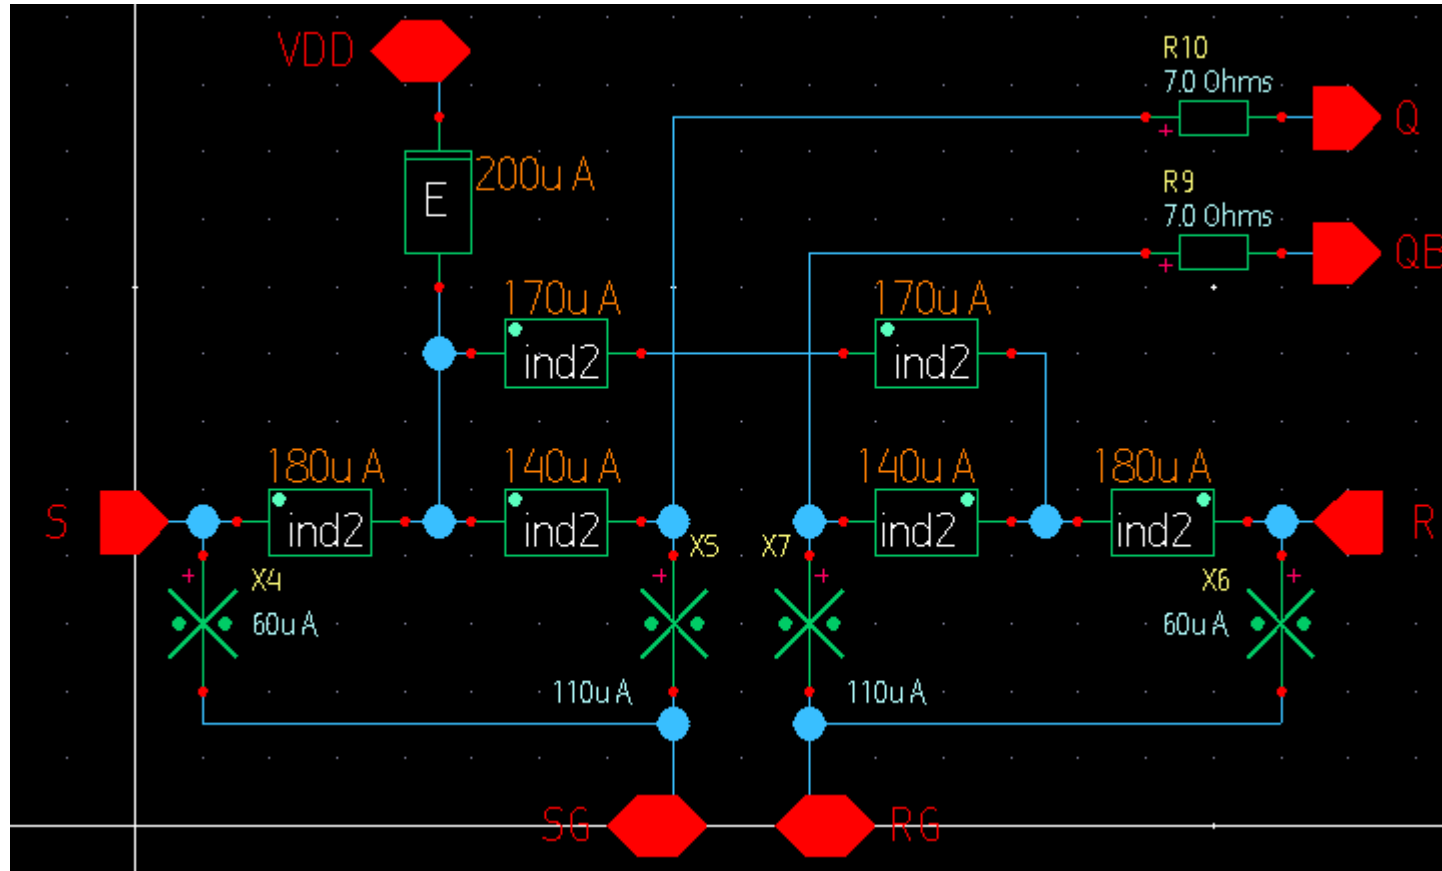 VDD
R10
7.0 Ohms
Q
E
200u A
R9
7.0 Ohms
QB
170u A
170u A
ind2
ind2
180u A
140u A
140u A
180u A
S
ind2
ind2
ind2
ind2
R
X5
X7
+
X4
+
+
X6
+
60u A
60u A
110u A
110u A
SG
RG
+
+